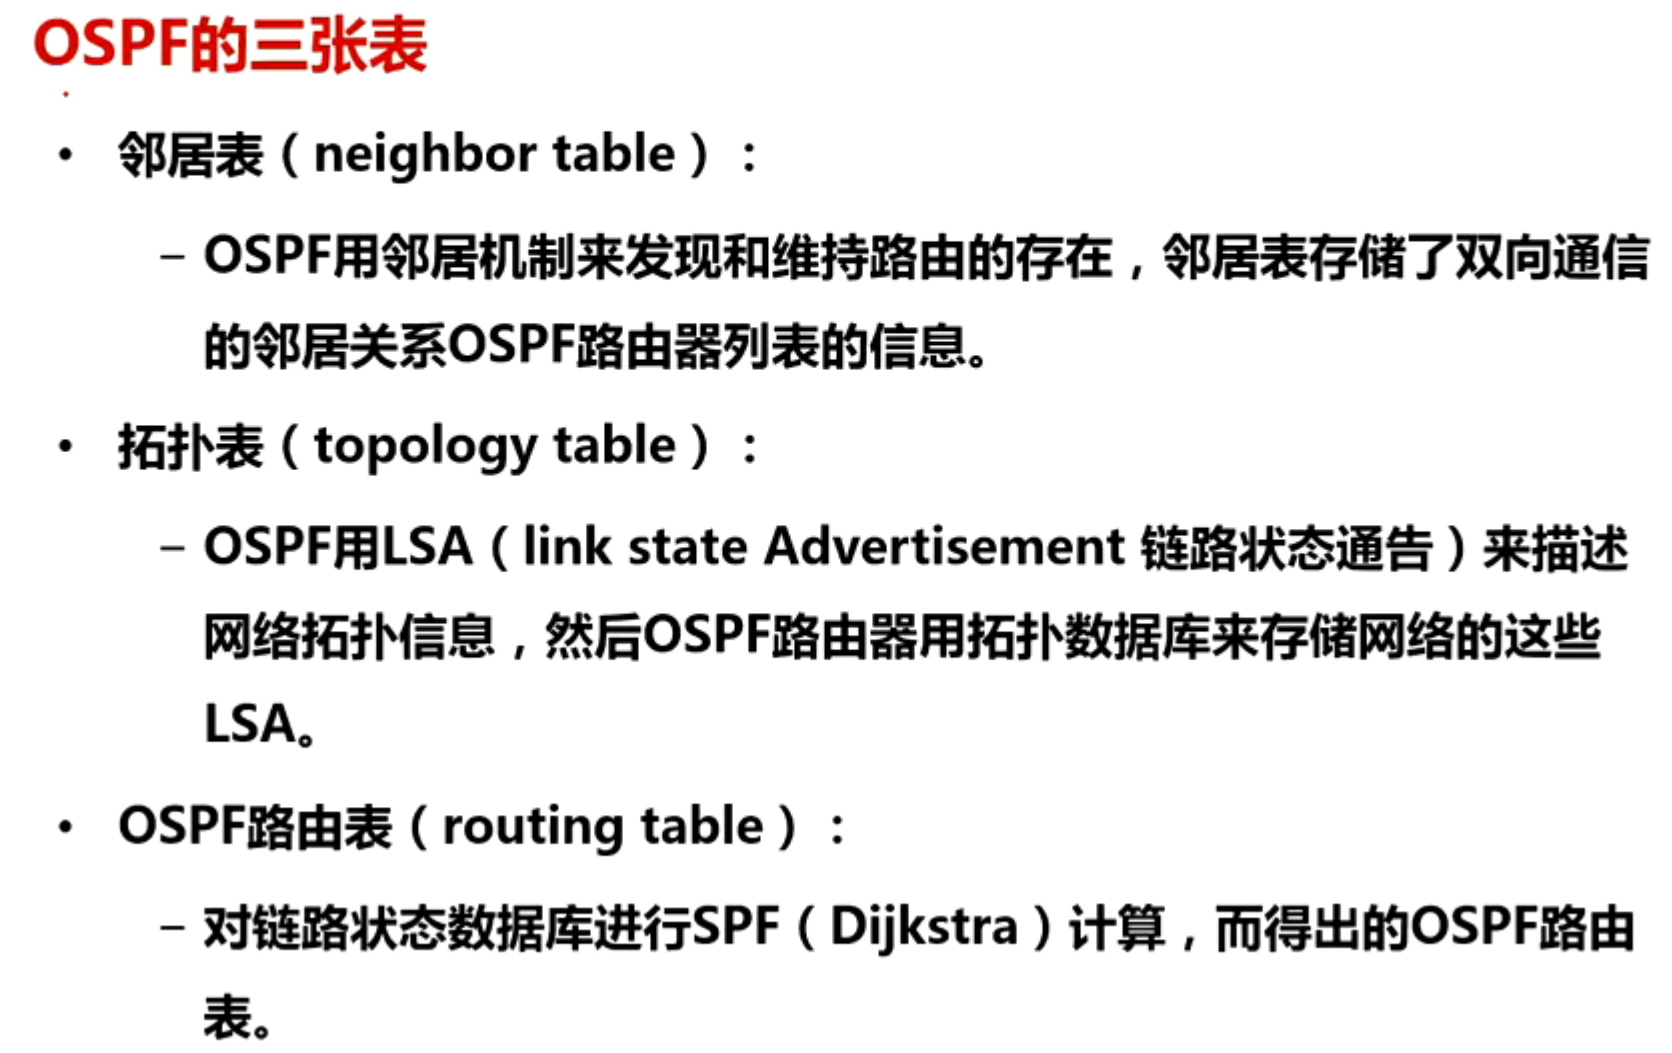 OSPF的三张表
• 邻居表（neighbor table）：
– OSPF用邻居机制来发现和维持路由的存在，邻居表存储了双向通信
的邻居关系OSPF路由器列表的信息。
• 拓扑表（topology table）：
– OSPF用LSA（link state Advertisement 链路状态通告）来描述
网络拓扑信息，然后OSPF路由器用拓扑数据库来存储网络的这些
LSA。
• OSPF路由表（routing table）：
– 对链路状态数据库进行SPF（Dijkstra）计算，而得出的OSPF路由
表。